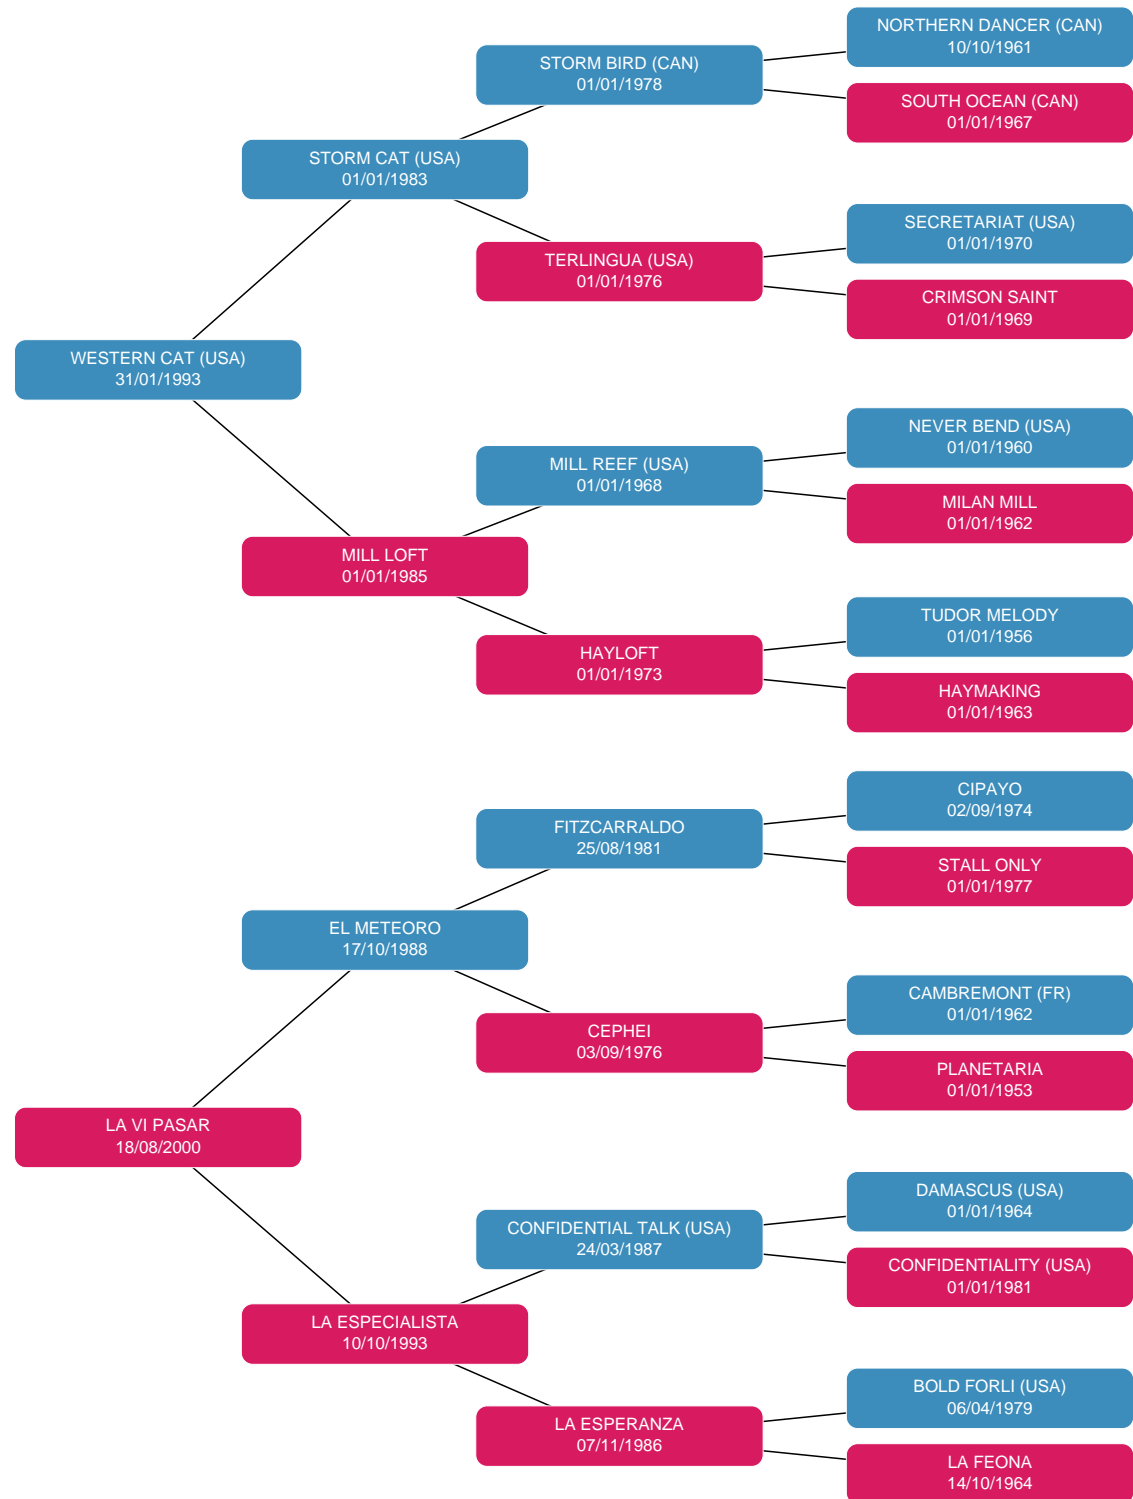 NORTHERN DANCER (CAN)
10/10/1961
STORM BIRD (CAN)
01/01/1978
SOUTH OCEAN (CAN)
01/01/1967
STORM CAT (USA)
01/01/1983
SECRETARIAT (USA)
01/01/1970
TERLINGUA (USA)
01/01/1976
CRIMSON SAINT
01/01/1969
WESTERN CAT (USA)
31/01/1993
NEVER BEND (USA)
01/01/1960
MILL REEF (USA)
01/01/1968
MILAN MILL
01/01/1962
MILL LOFT
01/01/1985
TUDOR MELODY
01/01/1956
HAYLOFT
01/01/1973
HAYMAKING
01/01/1963
CIPAYO
02/09/1974
FITZCARRALDO
25/08/1981
STALL ONLY
01/01/1977
EL METEORO
17/10/1988
CAMBREMONT (FR)
01/01/1962
CEPHEI
03/09/1976
PLANETARIA
01/01/1953
LA VI PASAR
18/08/2000
DAMASCUS (USA)
01/01/1964
CONFIDENTIAL TALK (USA)
24/03/1987
CONFIDENTIALITY (USA)
01/01/1981
LA ESPECIALISTA
10/10/1993
BOLD FORLI (USA)
06/04/1979
LA ESPERANZA
07/11/1986
LA FEONA
14/10/1964